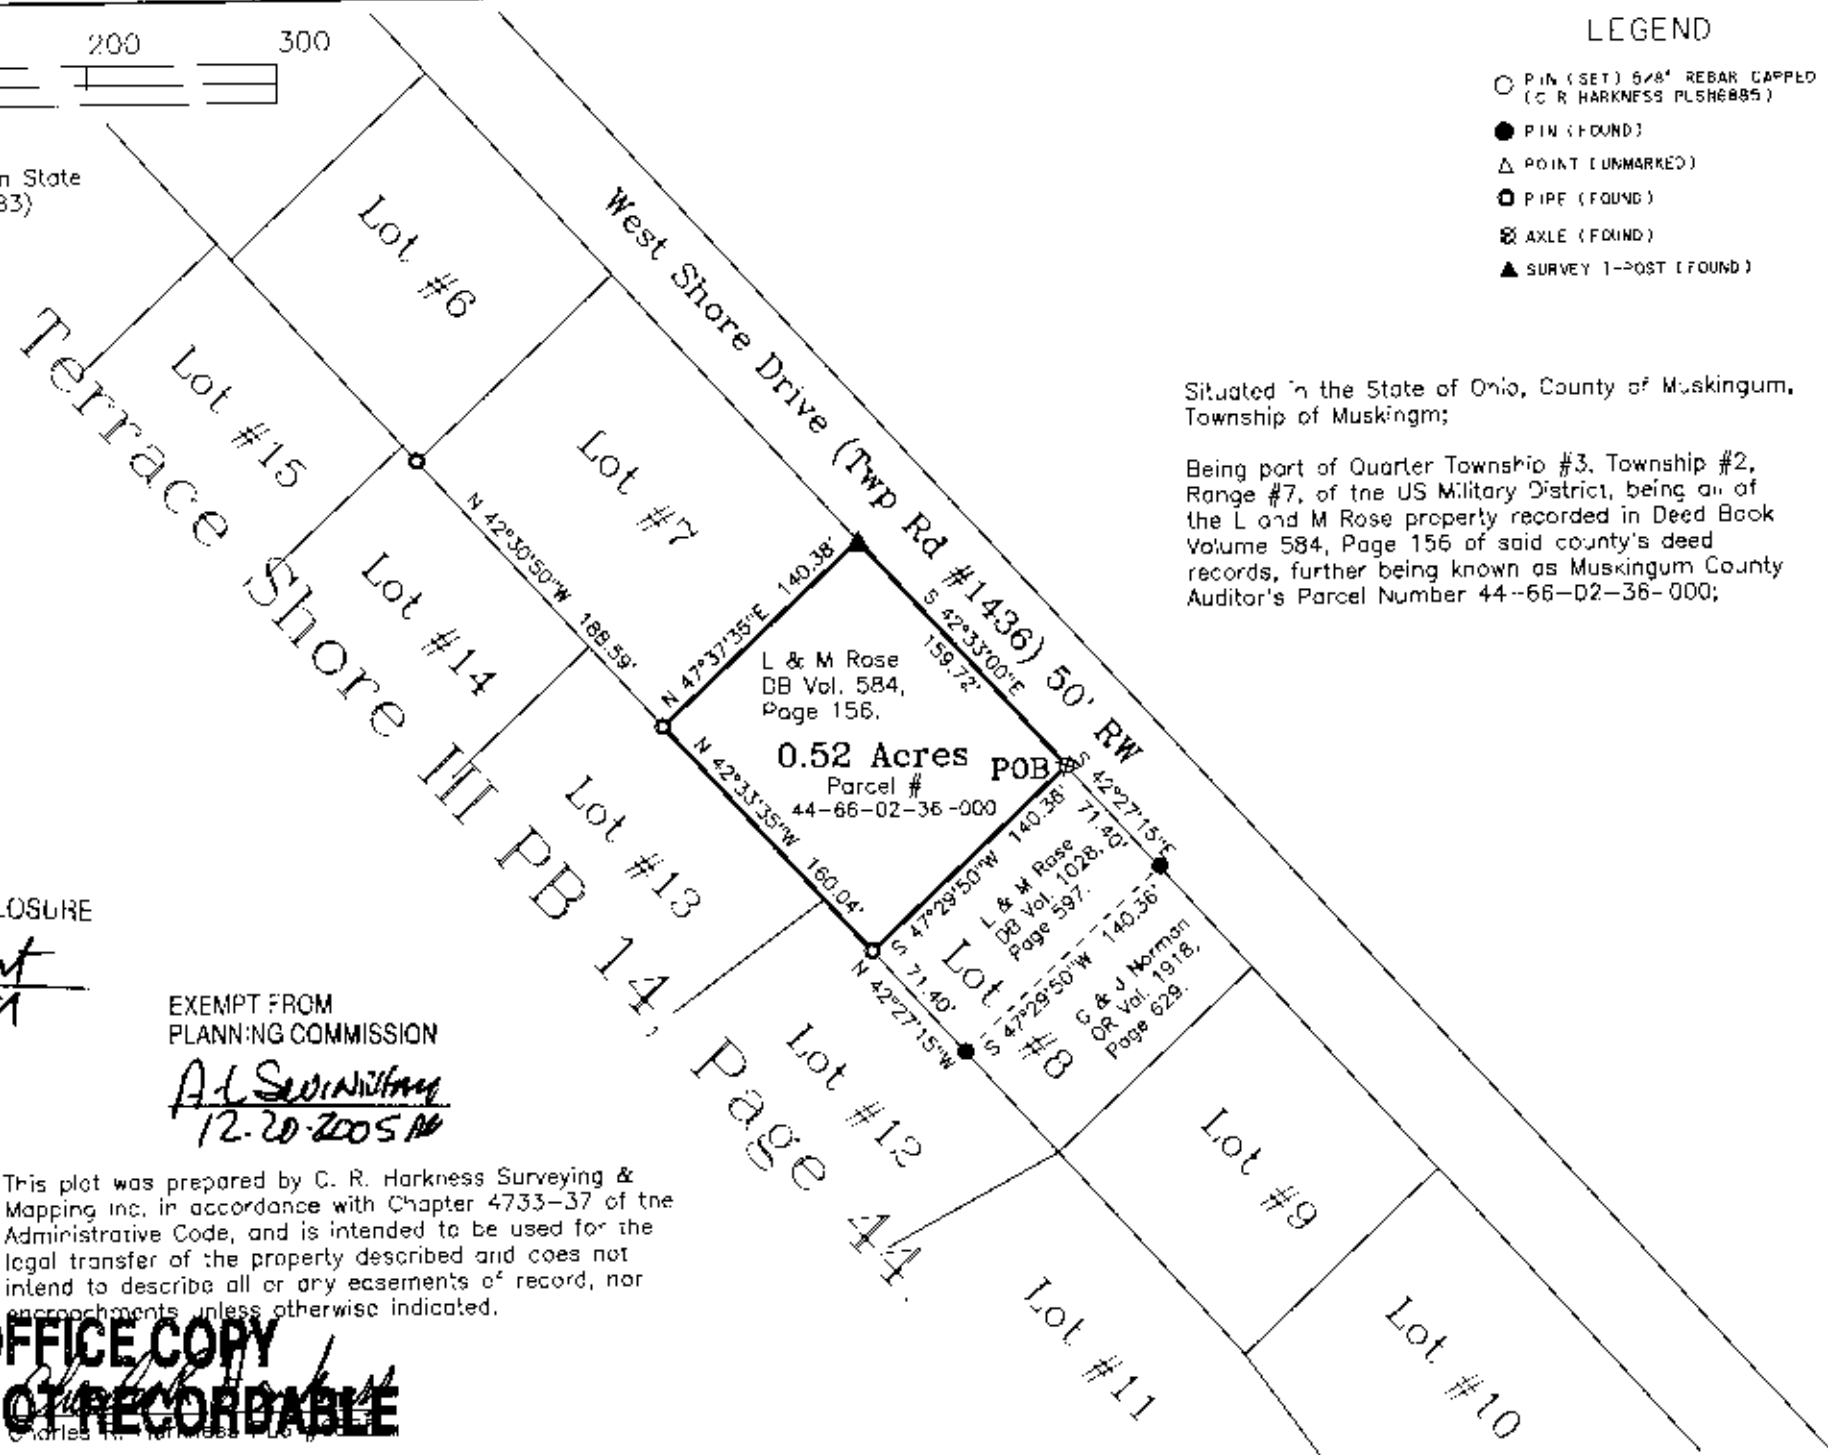 200 300
LEGEND
PIN (SET) 5/8" REBAR CAPPED
(C R HARKNESS PLS#6885)
PIN (FOUND)
POINT (UNMARKED)
PIPE (FOUND)
AXLE (FOUND)
SURVEY T-POST (FOUND)
n State
83)
Lot #6
West Shore Drive (Twp Rd #1436) 50' RW
Lot #15
Lot #7
Terrace Shore III PB 14, Page 44.
Situated in the State of Ohio, County of Muskingum,
Township of Muskingm;
Being part of Quarter Township #3, Township #2,
Range #7, of the US Military District, being all of
the L and M Rose property recorded in Deed Book
Volume 584, Page 156 of said county's deed
records, further being known as Muskingum County
Auditor's Parcel Number 44-66-02-36-000;
N 42°30'50"W 188.59'
N 47°37'35"E 140.38'
S 42°33'00"E
159.72'
Lot #14
L & M Rose
DB Vol. 584,
Page 156.
0.52 Acres
Parcel #
44-66-02-36-000
POB
N 42°33'35"W 160.04'
S 47°29'50"W 140.36'
S 42°27'15"E
71.40'
Lot #13
L & M Rose
DB Vol. 1028,
Page 597.
S 47°29'50"W 140.36'
Lot #8
G & J Norman
OR Vol. 1918,
Page 629.
71.40'
N 42°27'15"W
LOSURE
EXEMPT FROM
PLANNING COMMISSION
12-20-2005
Lot #12
Lot #9
Lot #11
Lot #10
This plat was prepared by C. R. Harkness Surveying &
Mapping Inc. in accordance with Chapter 4733-37 of the
Administrative Code, and is intended to be used for the
legal transfer of the property described and does not
intend to describe all or any easements of record, nor
encroachments unless otherwise indicated.
OFFICE COPY
OT RECORDABLE
Charles R. Harkness